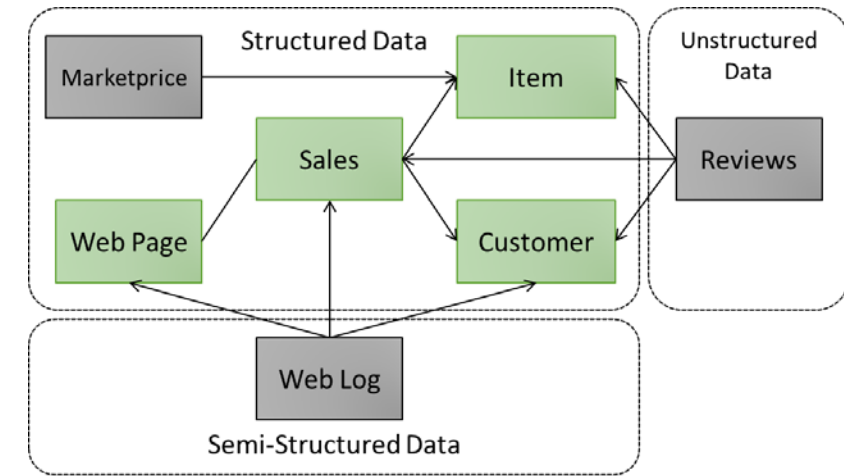 Structured Data
Unstructured
Data
Marketprice
Item
Sales
Reviews
Web Page
Customer
Web Log
Semi-Structured Data